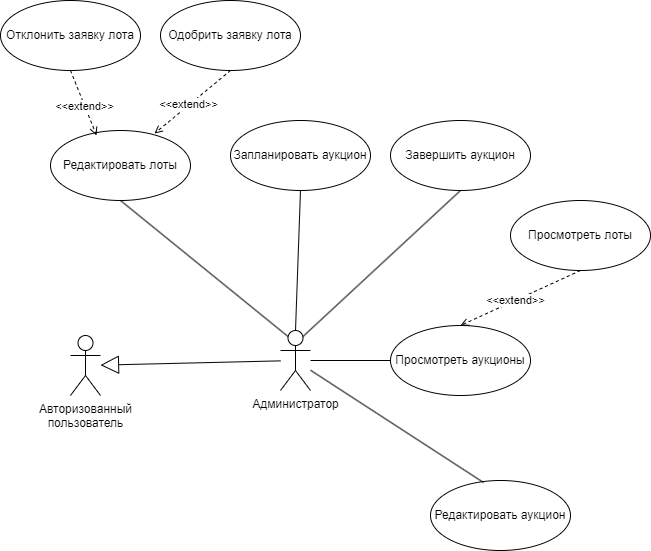 Отклонить заявку лота
Одобрить заявку лота
<<extend>>
<<extend>>
Редактировать лоты
Запланировать аукцион
Завершить аукцион
Просмотреть лоты
<<extend>>
Просмотреть аукционы
Авторизованный
пользователь
Администратор
Редактировать аукцион